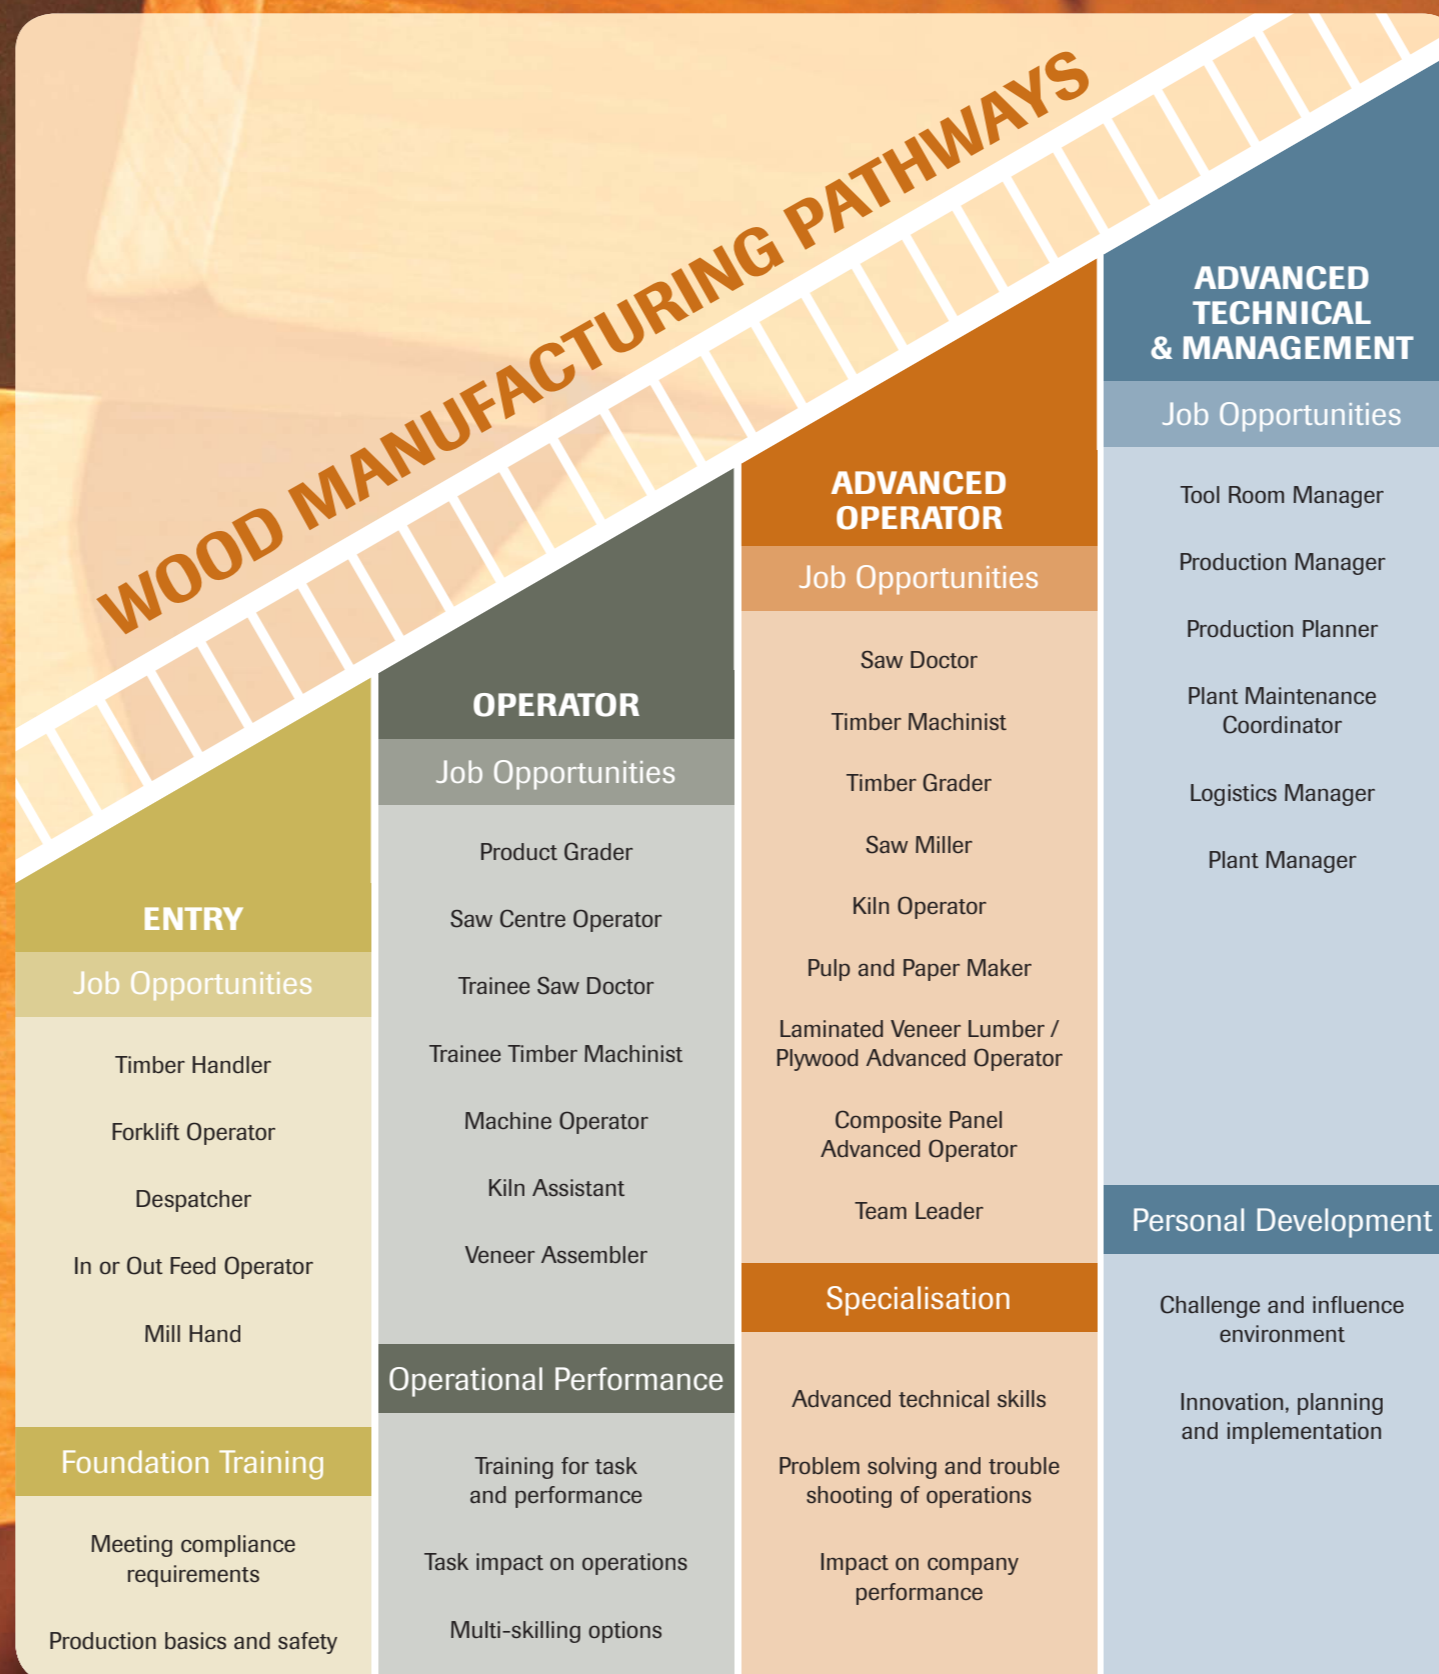 WOOD MANUFACTURING PATHWAYS
ENTRY
Job Opportunities
Timber Handler
Forklift Operator
Despatcher
In or Out Feed Operator
Mill Hand
Foundation Training
Meeting compliance
requirements
Production basics and safety
OPERATOR
Job Opportunities
Product Grader
Saw Centre Operator
Trainee Saw Doctor
Trainee Timber Machinist
Machine Operator
Kiln Assistant
Veneer Assembler
Operational Performance
Training for task
and performance
Task impact on operations
Multi-skilling options
ADVANCED
OPERATOR
Job Opportunities
Saw Doctor
Timber Machinist
Timber Grader
Saw Miller
Kiln Operator
Pulp and Paper Maker
Laminated Veneer Lumber /
Plywood Advanced Operator
Composite Panel
Advanced Operator
Team Leader
Specialisation
Advanced technical skills
Problem solving and trouble
shooting of operations
Impact on company
performance
ADVANCED
TECHNICAL
& MANAGEMENT
Job Opportunities
Tool Room Manager
Production Manager
Production Planner
Plant Maintenance
Coordinator
Logistics Manager
Plant Manager
Personal Development
Challenge and influence
environment
Innovation, planning
and implementation